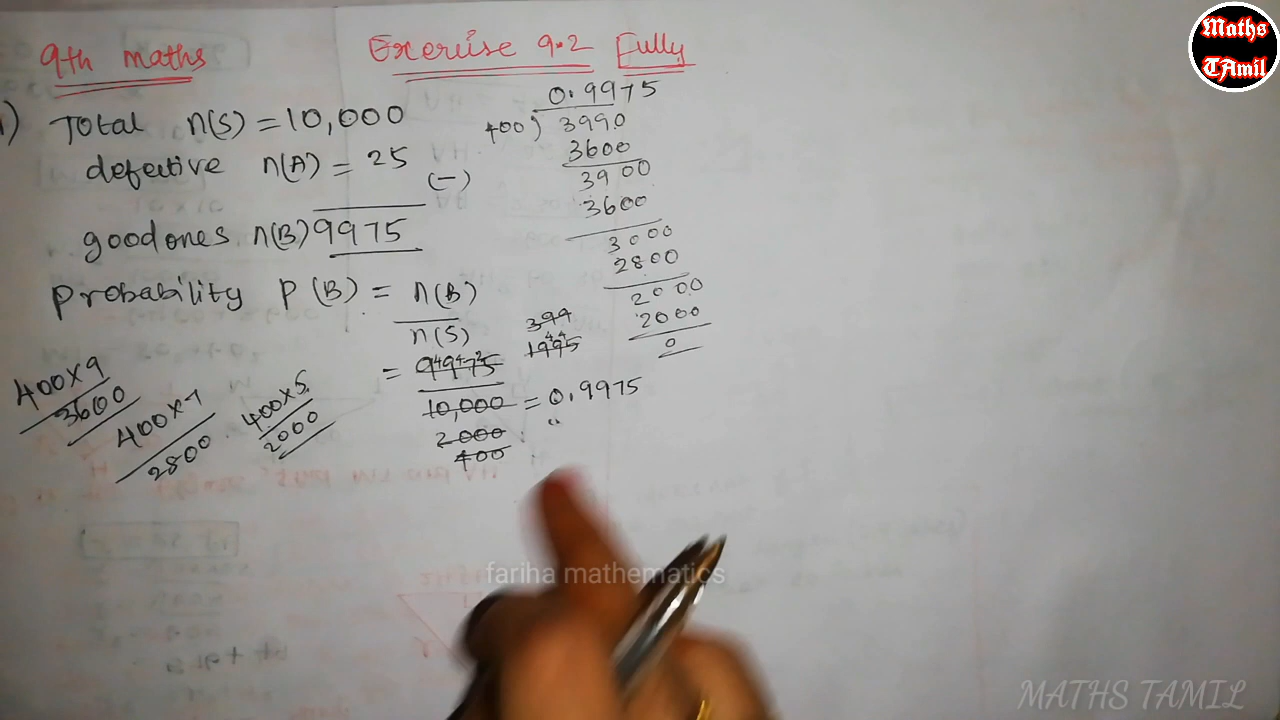 9th maths Exercise 9.2 Fully
Maths
TAmil
1) Total n(S) = 10,000
defective n(A) = 25
(-)
good ones n(B) 9975
Probability P(B) = n(B)
n(S)
= 9975
10,000 = 0.9975
2000
400
1995
399
0.9975
400) 3990
3600
3900
3600
3000
2800
2000
2000
0
400×9
3600
400×7
2800
400×5
2000
fariha mathematics
MATHS TAMIL